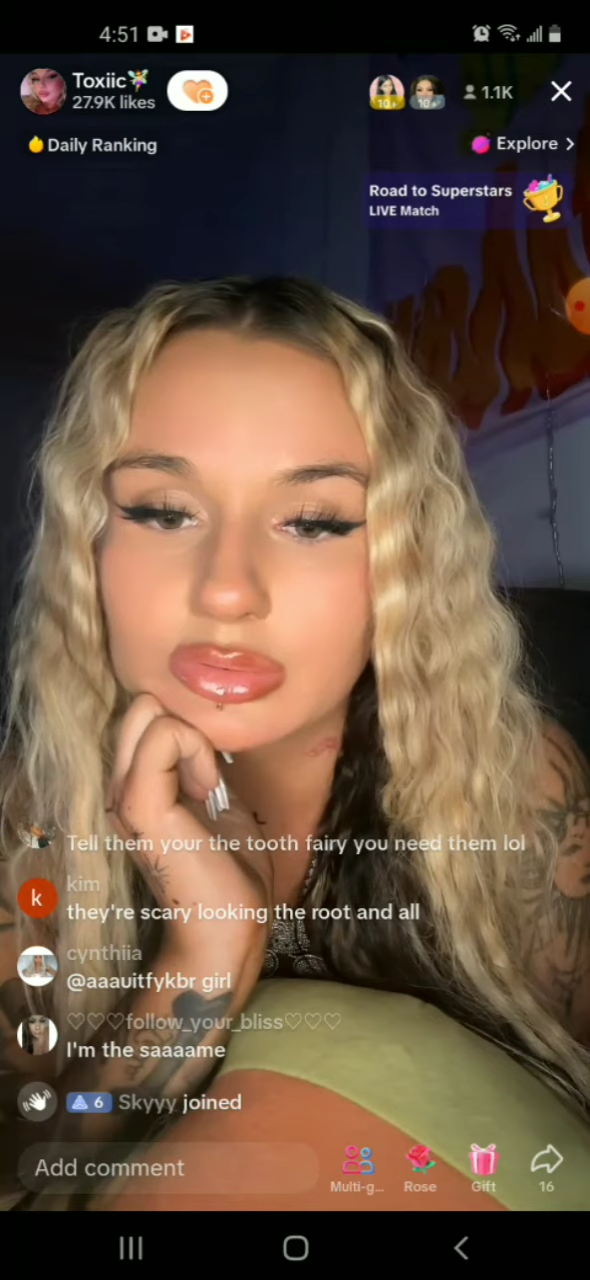 4:51
Toxiic
27.9K likes
10+
10+
1.1K
Daily Ranking
Explore
Road to Superstars
LIVE Match
Tell them your the tooth fairy you need them lol
k
kim
they're scary looking the root and all
cynthiia
@aaauitfykbr girl
♡♡♡follow_your_bliss♡♡♡
I'm the saaaame
6 Skyyy joined
Add comment
Multi-g...
Rose
Gift
16